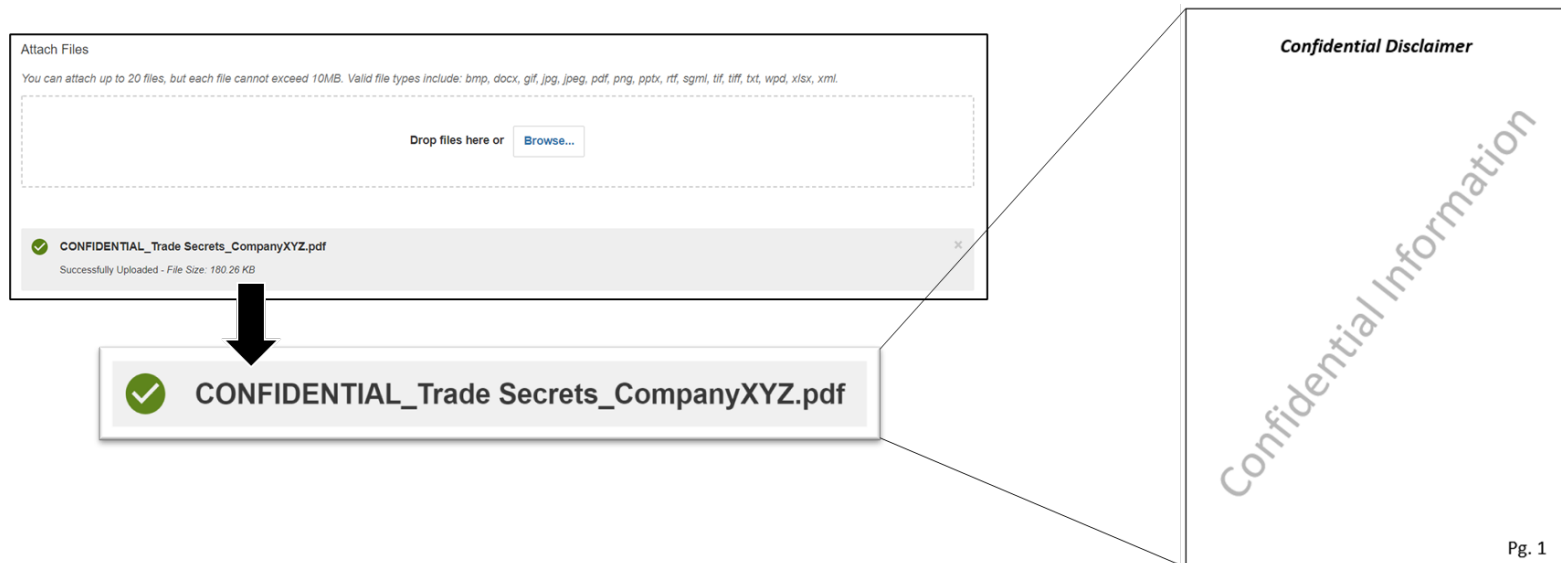 Attach Files
You can attach up to 20 files, but each file cannot exceed 10MB. Valid file types include: bmp, docx, gif, jpg, jpeg, pdf, png, pptx, rtf, sgml, tif, tiff, txt, wpd, xlsx, xml.
Drop files here or Browse...
CONFIDENTIAL_Trade Secrets_CompanyXYZ.pdf
Successfully Uploaded - File Size: 180.26 KB
CONFIDENTIAL_Trade Secrets_CompanyXYZ.pdf
Confidential Disclaimer
Confidential Information
Pg. 1